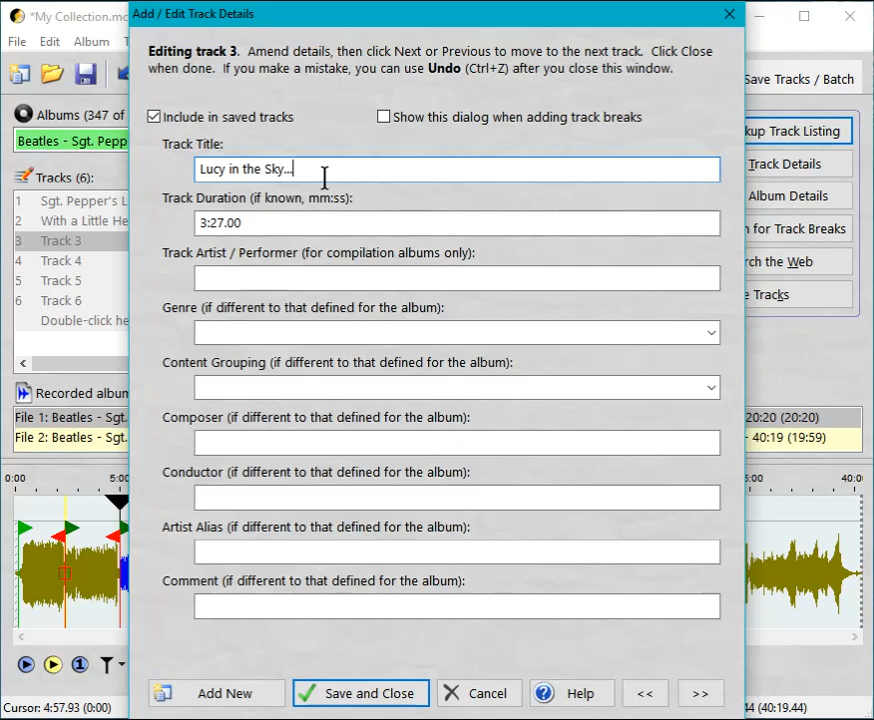 *My Collection.mc
File Edit Album T
Save Tracks / Batch
Albums (347 of
Beatles - Sgt. Pepp
Tracks (6):
1 Sgt. Pepper's L
2 With a Little He
3 Track 3
4 Track 4
5 Track 5
6 Track 6
Double-click he
Recorded album
File 1: Beatles - Sgt.
20:20 (20:20)
File 2: Beatles - Sgt.
- 40:19 (19:59)
0:00 5:00
5:00 40:0
Cursor: 4:57.93 (0:00)
44 (40:19.44)
kup Track Listing
Track Details
Album Details
n for Track Breaks
rch the Web
e Tracks
Add / Edit Track Details
Editing track 3. Amend details, then click Next or Previous to move to the next track. Click Close
when done. If you make a mistake, you can use Undo (Ctrl+Z) after you close this window.
Include in saved tracks
Show this dialog when adding track breaks
Track Title:
Lucy in the Sky...
Track Duration (if known, mm:ss):
3:27.00
Track Artist / Performer (for compilation albums only):
Genre (if different to that defined for the album):
Content Grouping (if different to that defined for the album):
Composer (if different to that defined for the album):
Conductor (if different to that defined for the album):
Artist Alias (if different to that defined for the album):
Comment (if different to that defined for the album):
Add New
Save and Close
Cancel
Help
<<
>>